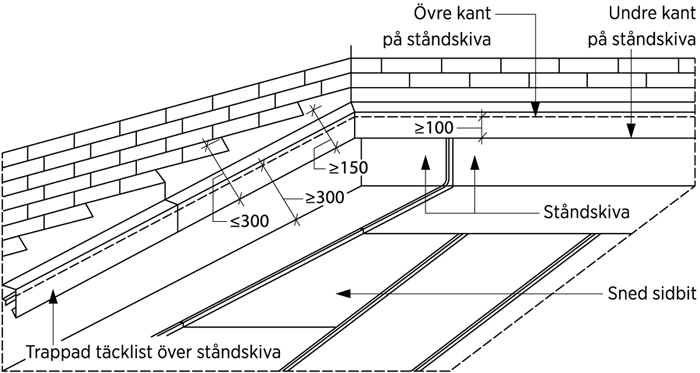 Övre kant
på ståndskiva
Undre kant
på ståndskiva
≥100
≥150
≥300
≤300
Ståndskiva
Sned sidbit
Trappad täcklist över ståndskiva